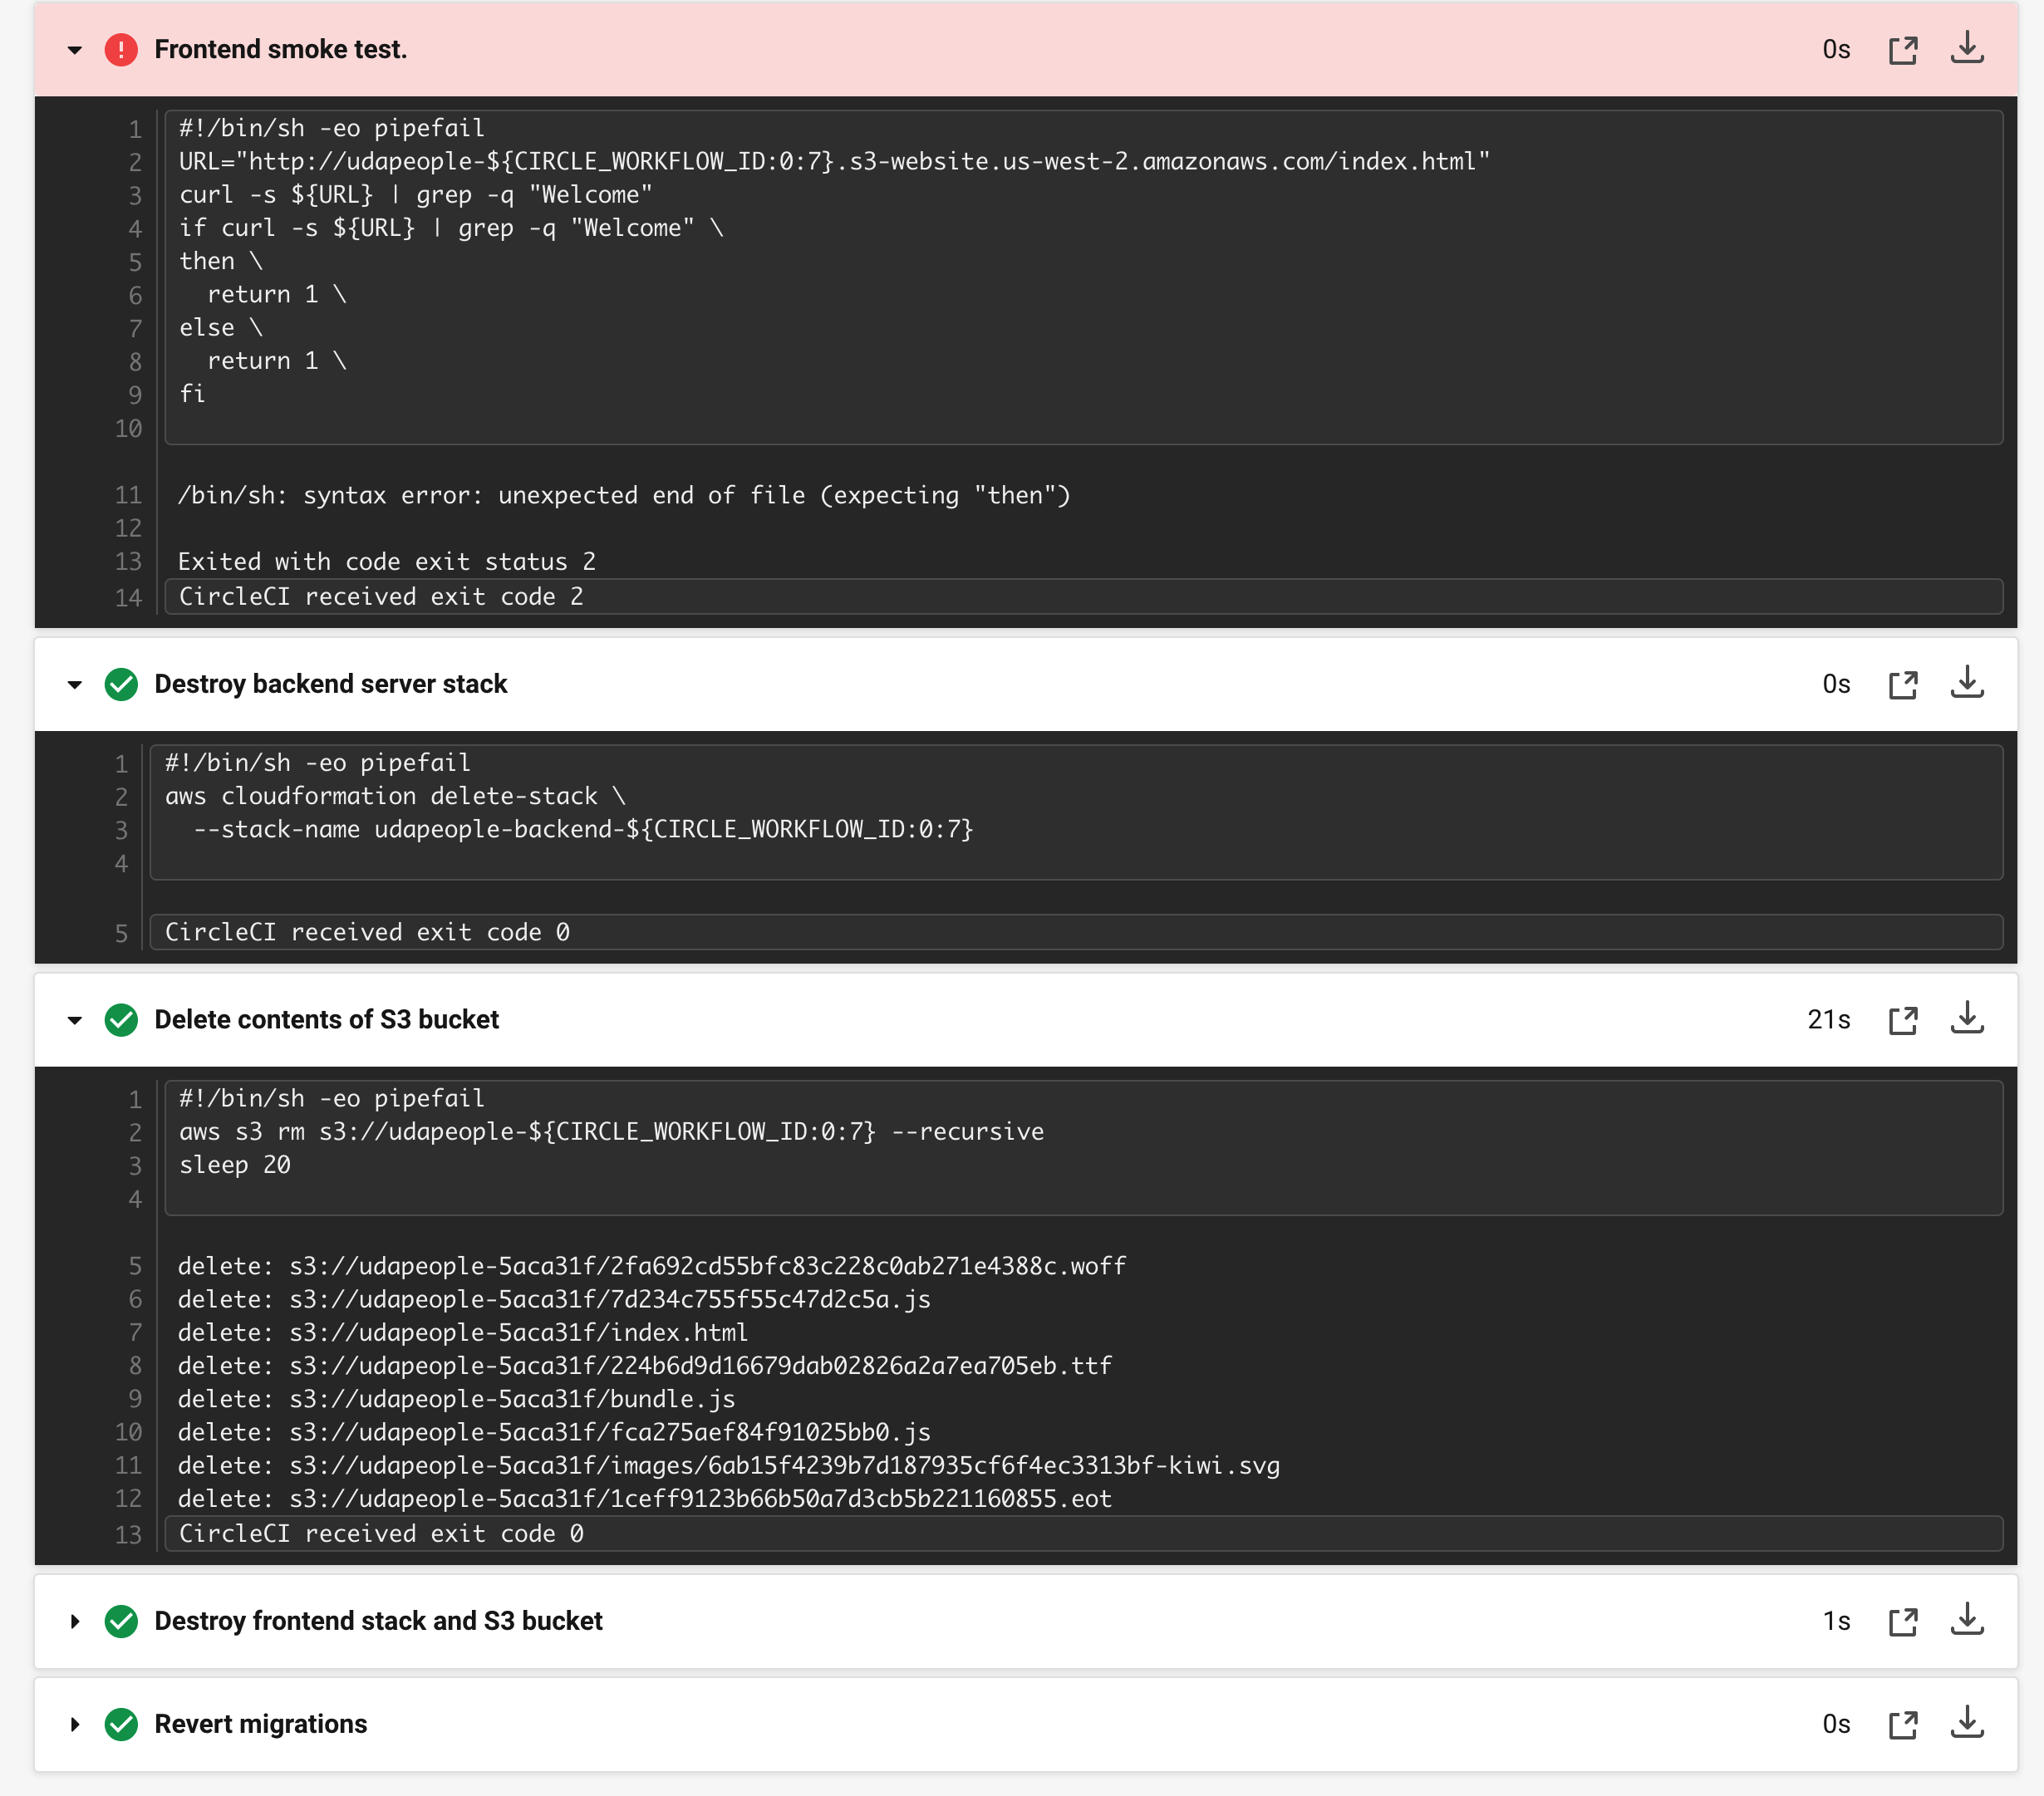 Frontend smoke test.
0s
1 #!/bin/sh -eo pipefail
2 URL="http://udapeople-${CIRCLE_WORKFLOW_ID:0:7}.s3-website.us-west-2.amazonaws.com/index.html"
3 curl -s ${URL} | grep -q "Welcome"
4 if curl -s ${URL} | grep -q "Welcome" \
5 then \
6   return 1 \
7 else \
8   return 1 \
9 fi
10
11 /bin/sh: syntax error: unexpected end of file (expecting "then")
12
13 Exited with code exit status 2
14 CircleCI received exit code 2
Destroy backend server stack
0s
1 #!/bin/sh -eo pipefail
2 aws cloudformation delete-stack \
3   --stack-name udapeople-backend-${CIRCLE_WORKFLOW_ID:0:7}
4
5 CircleCI received exit code 0
Delete contents of S3 bucket
21s
1 #!/bin/sh -eo pipefail
2 aws s3 rm s3://udapeople-${CIRCLE_WORKFLOW_ID:0:7} --recursive
3 sleep 20
4
5 delete: s3://udapeople-5aca31f/2fa692cd55bfc83c228c0ab271e4388c.woff
6 delete: s3://udapeople-5aca31f/7d234c755f55c47d2c5a.js
7 delete: s3://udapeople-5aca31f/index.html
8 delete: s3://udapeople-5aca31f/224b6d9d16679dab02826a2a7ea705eb.ttf
9 delete: s3://udapeople-5aca31f/bundle.js
10 delete: s3://udapeople-5aca31f/fca275aef84f91025bb0.js
11 delete: s3://udapeople-5aca31f/images/6ab15f4239b7d187935cf6f4ec3313bf-kiwi.svg
12 delete: s3://udapeople-5aca31f/1ceff9123b66b50a7d3cb5b221160855.eot
13 CircleCI received exit code 0
Destroy frontend stack and S3 bucket
1s
Revert migrations
0s